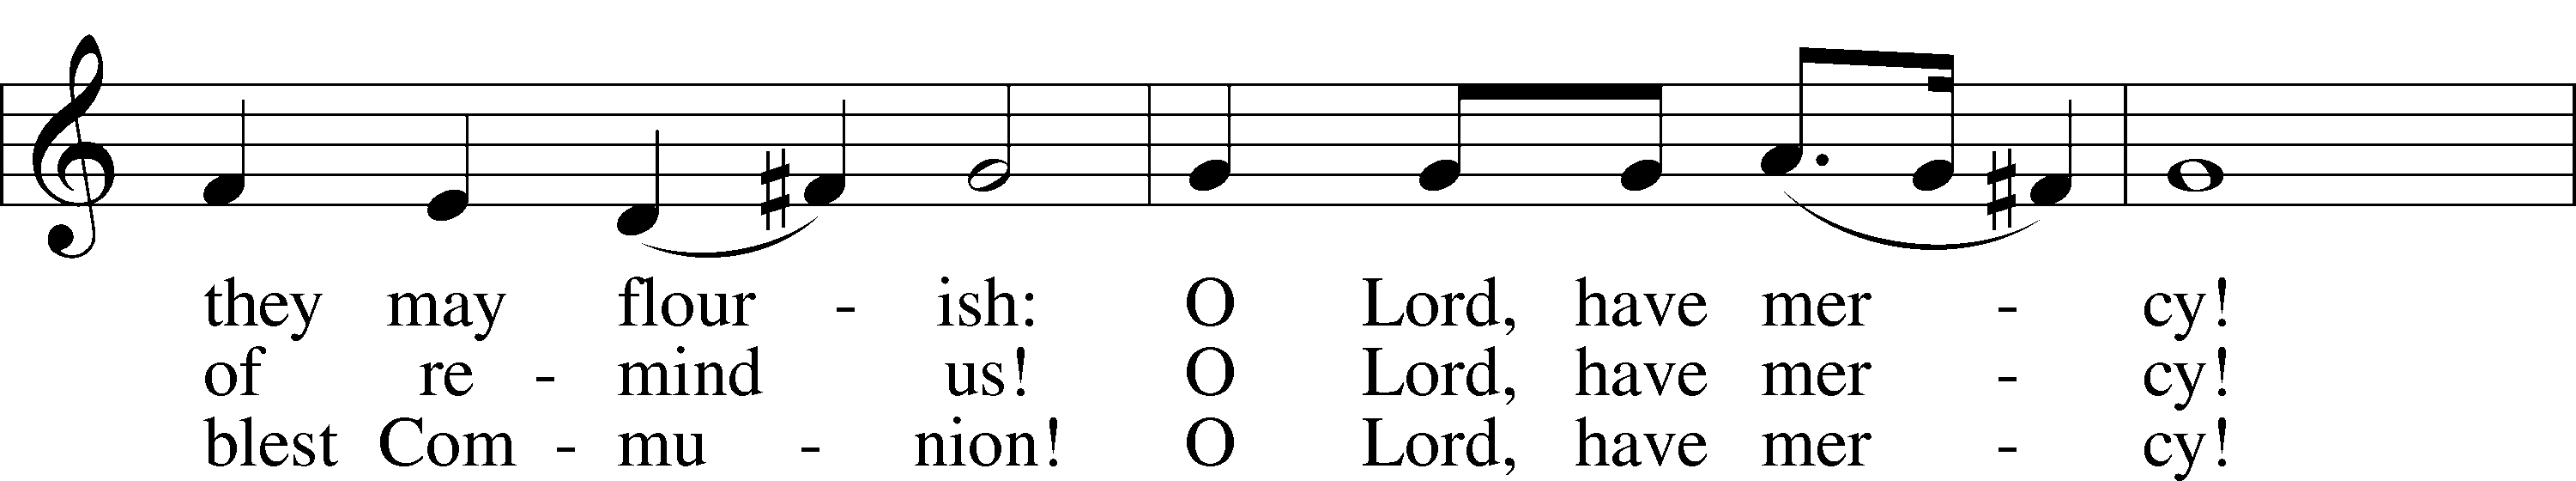 they may flour - ish: O Lord, have mer - cy!
of re - mind us! O Lord, have mer - cy!
blest Com - mu - nion! O Lord, have mer - cy!